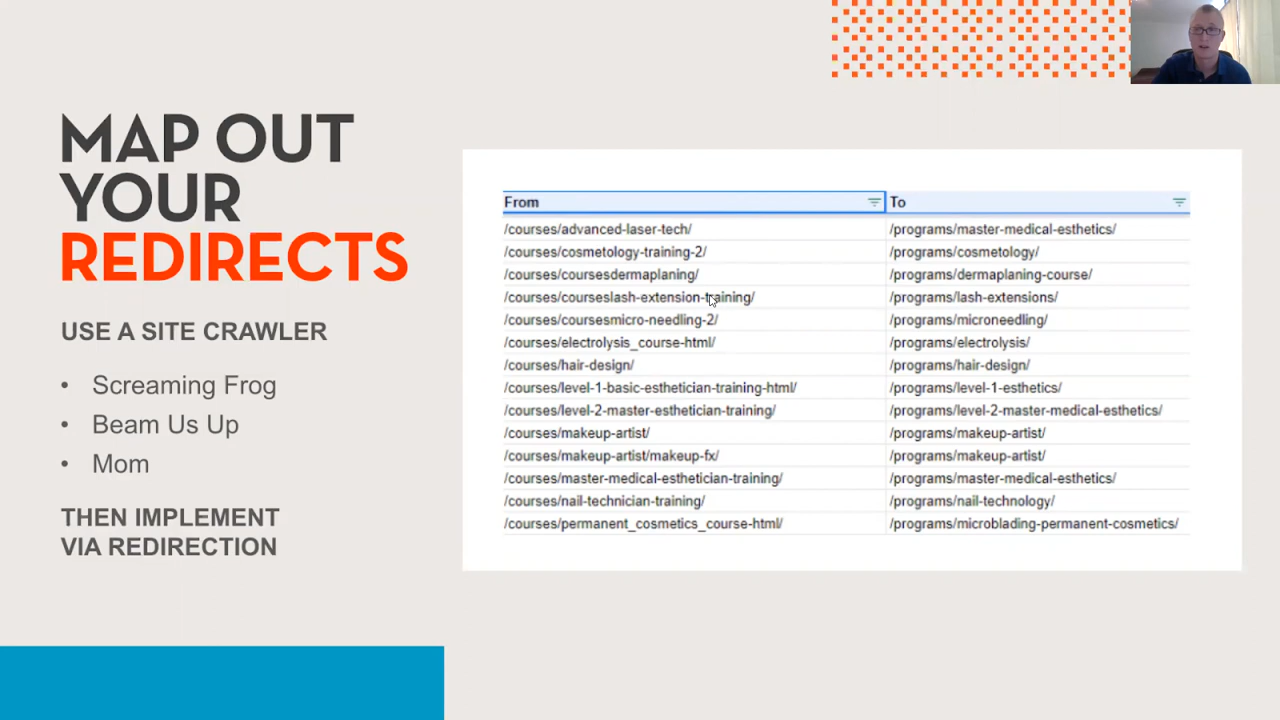 MAP OUT
YOUR
REDIRECTS
USE A SITE CRAWLER
• Screaming Frog
• Beam Us Up
• Mom
THEN IMPLEMENT
VIA REDIRECTION
From To
/courses/advanced-laser-tech/ /programs/master-medical-esthetics/
/courses/cosmetology-training-2/ /programs/cosmetology/
/courses/coursesdermaplaning/ /programs/dermaplaning-course/
/courses/courseslash-extension-training/ /programs/lash-extensions/
/courses/coursesmicro-needling-2/ /programs/microneedling/
/courses/electrolysis_course-html/ /programs/electrolysis/
/courses/hair-design/ /programs/hair-design/
/courses/level-1-basic-esthetician-training-html/ /programs/level-1-esthetics/
/courses/level-2-master-esthetician-training/ /programs/level-2-master-medical-esthetics/
/courses/makeup-artist/ /programs/makeup-artist/
/courses/makeup-artist/makeup-fx/ /programs/makeup-artist/
/courses/master-medical-esthetician-training/ /programs/master-medical-esthetics/
/courses/nail-technician-training/ /programs/nail-technology/
/courses/permanent_cosmetics_course-html/ /programs/microblading-permanent-cosmetics/